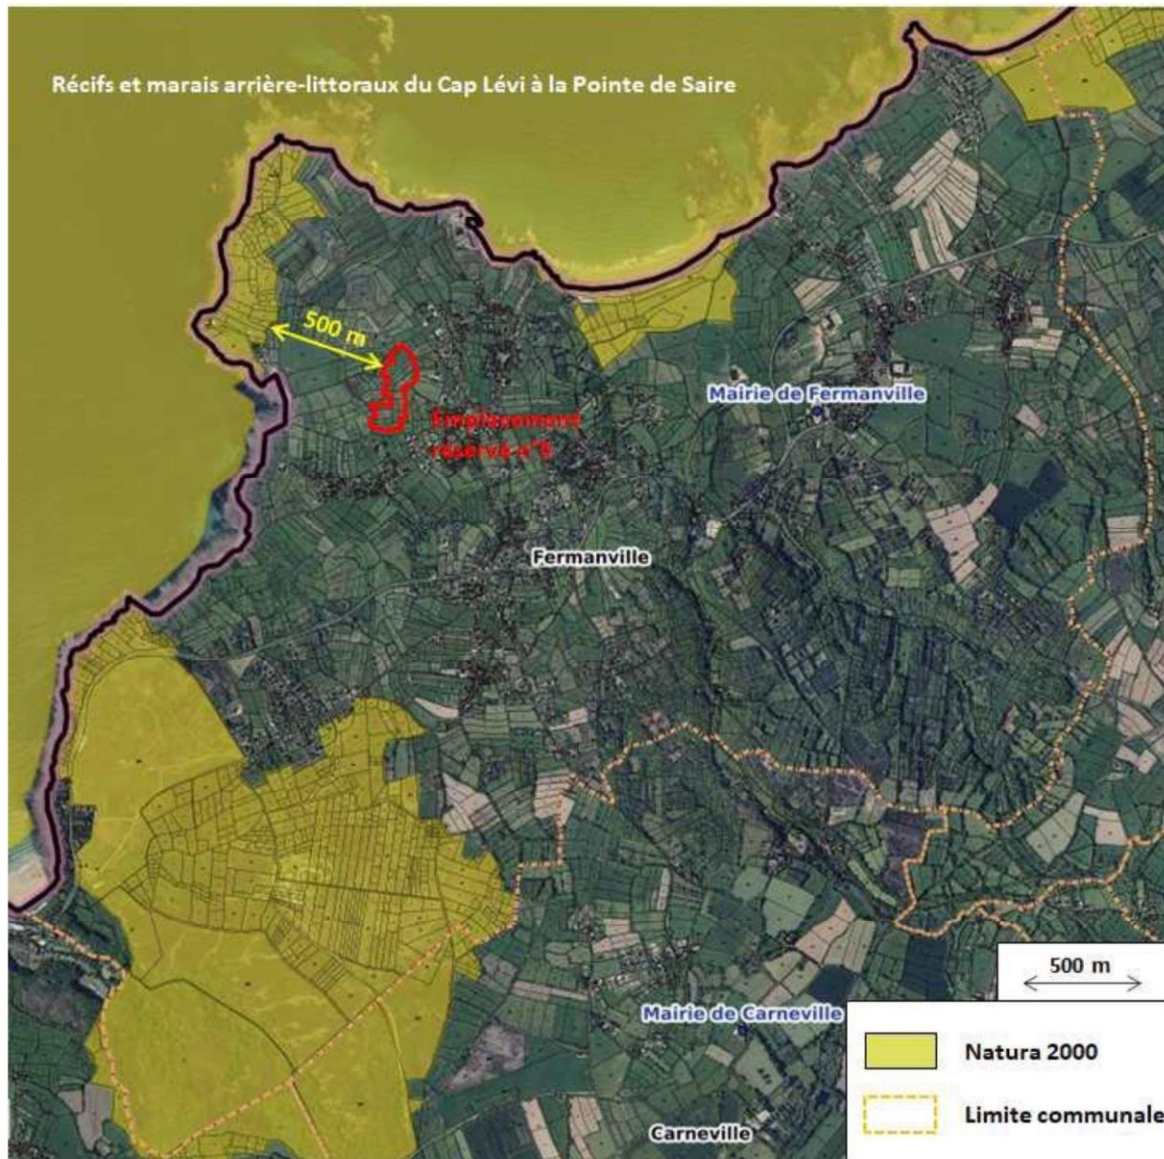 Récifs et marais arrière-littoraux du Cap Lévi à la Pointe de Saire
500 m
Mairie de Fermanville
Emplacement
réservé n°5
Fermanville
500 m
Mairie de Carneville
Natura 2000
Limite communale
Carneville